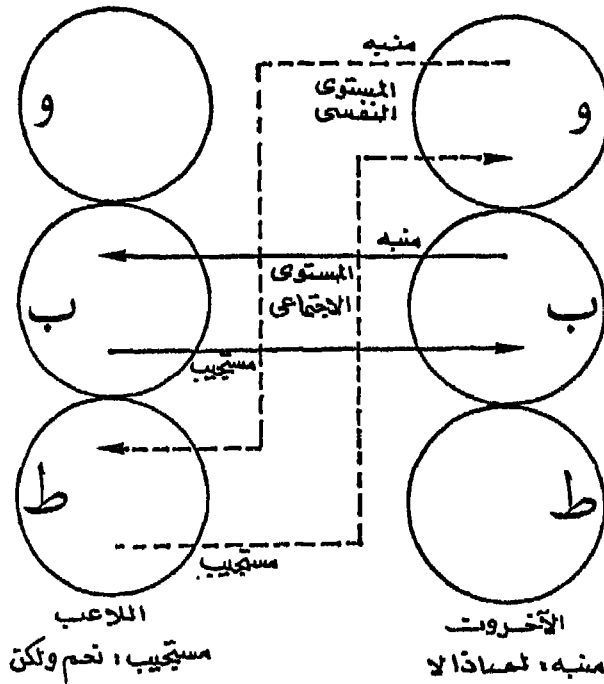 منبه
و
و
المستوى
النفسى
منبه
ب
ب
المستوى
الاجتماعى
مستجيب
ط
ط
مستجيب
الآخرون
اللاعب
منبه : لماذا لا
مستجيب : نعم ولكن